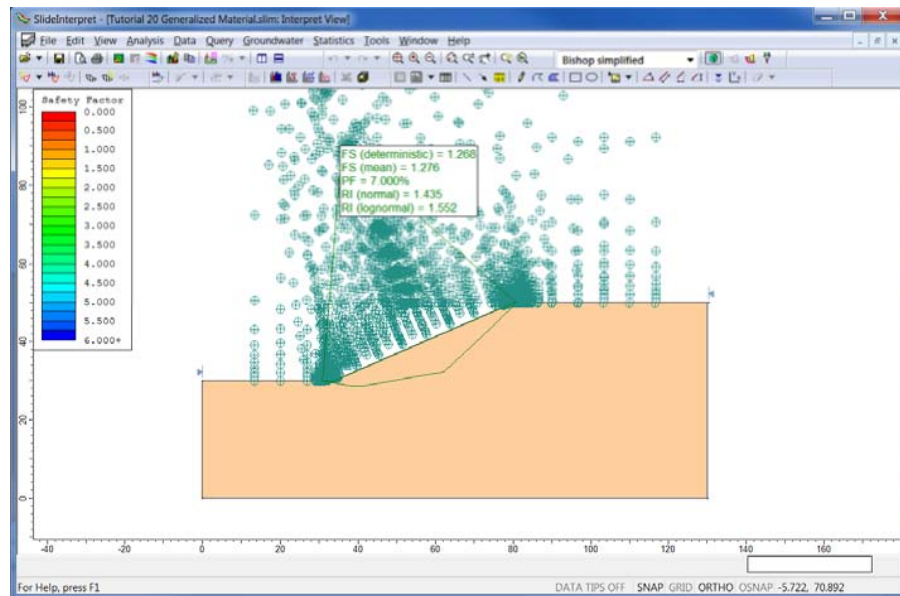 SlideInterpret - [Tutorial 20 Generalized Material.slim: Interpret View]
File Edit View Analysis Data Query Groundwater Statistics Tools Window Help
Bishop simplified
Safety Factor
0.000
0.500
1.000
1.500
2.000
2.500
3.000
3.500
4.000
4.500
5.000
5.500
6.000+
FS (deterministic) = 1.268
FS (mean) = 1.276
PF = 7.000%
RI (normal) = 1.435
RI (lognormal) = 1.552
100
80
60
40
20
0
-40 -20 0 20 40 60 80 100 120 140 160
For Help, press F1
DATA TIPS OFF SNAP GRID ORTHO OSNAP -5.722, 70.892